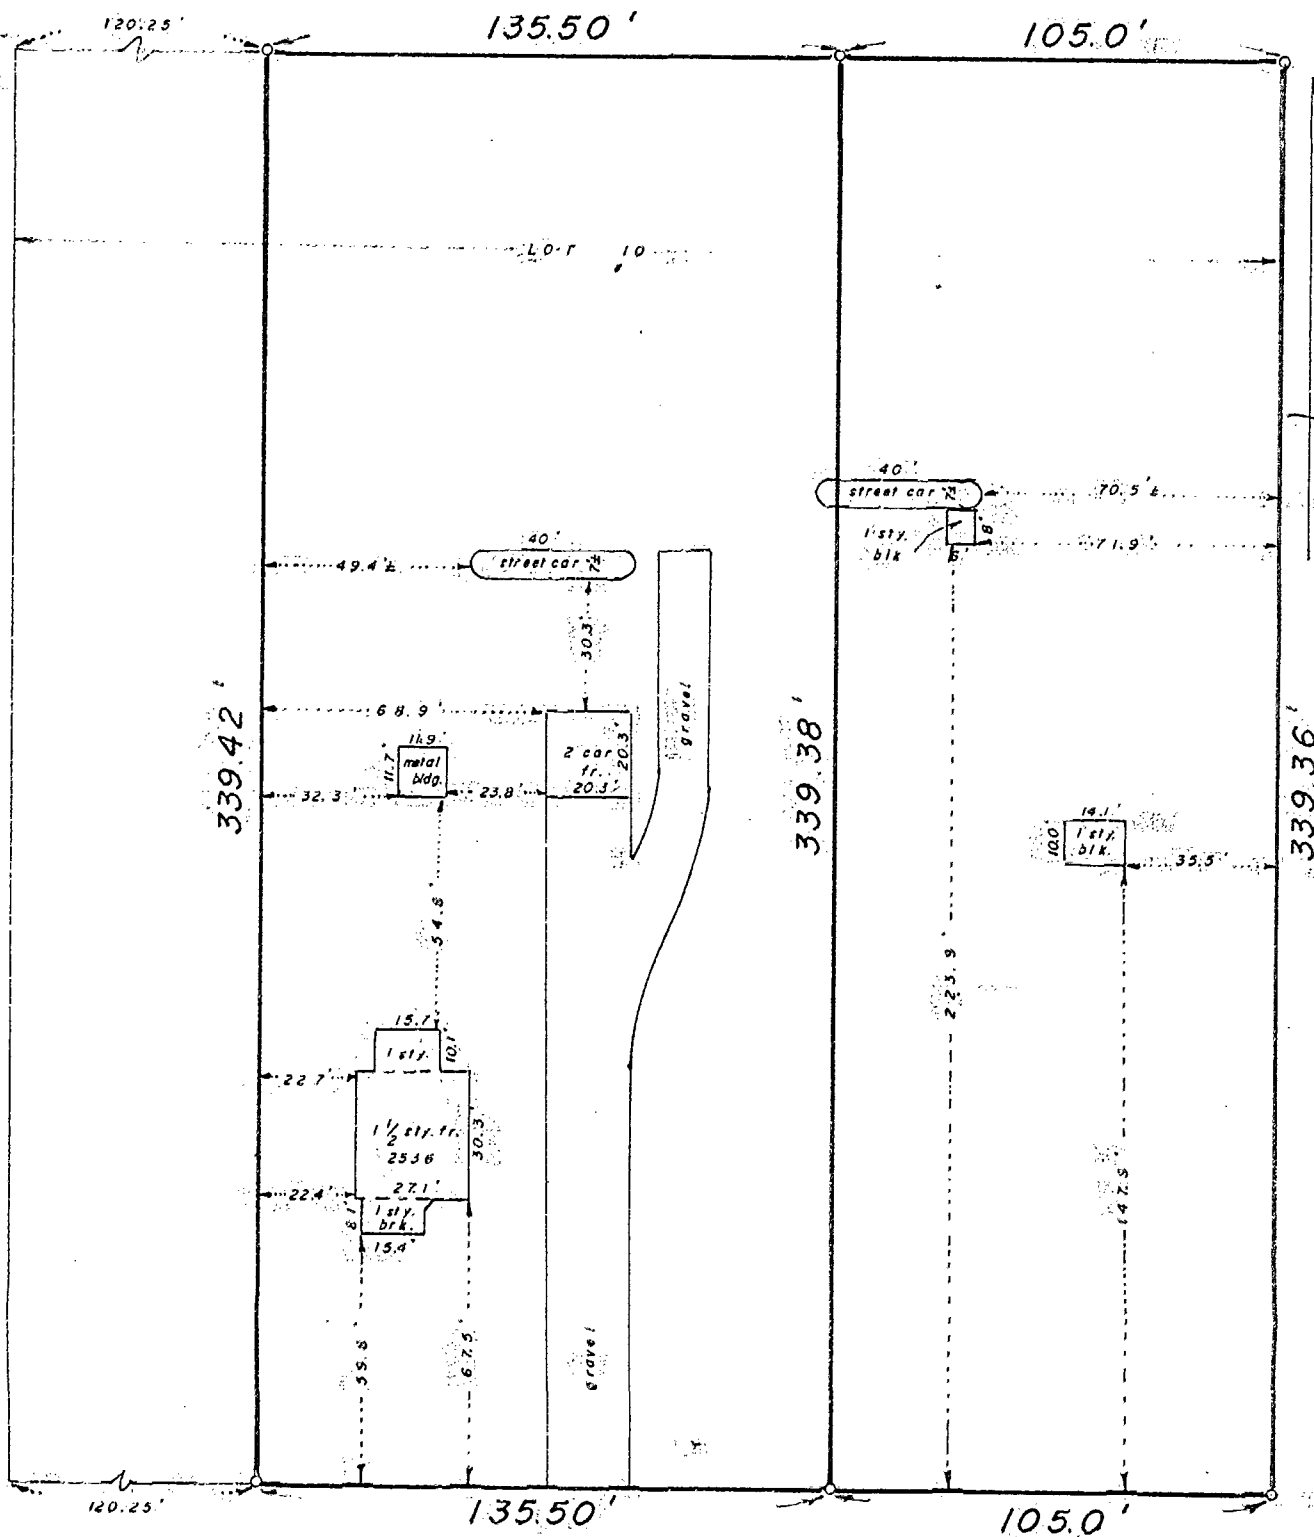 120.25'
135.50'
105.0'
LOT 10
40'
street car 7±
70.5'±
1 sty.
blk
6'
8'
71.9'
40'
street car 7±
49.4'±
30.3'
gravel
68.9'
2 car
fr.
20.3'
20.3'
11.9'
11.7'
metal
bldg.
32.3'
23.8'
339.42'
339.38'
339.36'
14.1'
10.0
1 sty.
blk.
35.5'
54.8'
223.9'
15.7'
1 sty.
10.1'
22.7'
1 1/2 sty. fr.
2536
30.3'
27.1'
22.4'
8.1'
1 sty.
brk.
15.4'
59.8'
67.5'
gravel
120.25'
135.50'
105.0'